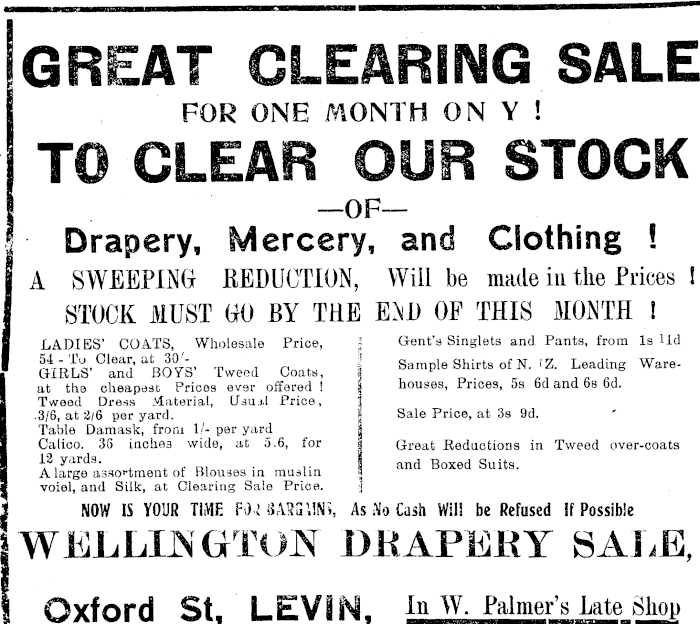 GREAT CLEARING SALE
FOR ONE MONTH ON Y !
TO CLEAR OUR STOCK
—OF—
Drapery, Mercery, and Clothing !
A SWEEPING REDUCTION, Will be made in the Prices !
STOCK MUST GO BY THE END OF THIS MONTH !
LADIES' COATS, Wholesale Price,
54 - To Clear, at 30/-
GIRLS' and BOYS' Tweed Coats,
at the cheapest Prices ever offered !
Tweed Dress Material, Usual Price,
3/6, at 2/6 per yard.
Table Damask, from 1/- per yard
Calico. 36 inches wide, at 5.6, for
12 yards.
A large assortment of Blouses in muslin
voiel, and Silk, at Clearing Sale Price.
Gent's Singlets and Pants, from 1s 11d
Sample Shirts of N. Z. Leading Ware-
houses, Prices, 5s 6d and 6s 6d.
Sale Price, at 3s 9d.
Great Reductions in Tweed over-coats
and Boxed Suits.
NOW IS YOUR TIME FOR BARGAINS, As No Cash Will be Refused If Possible
WELLINGTON DRAPERY SALE,
Oxford St, LEVIN, In W. Palmer's Late Shop